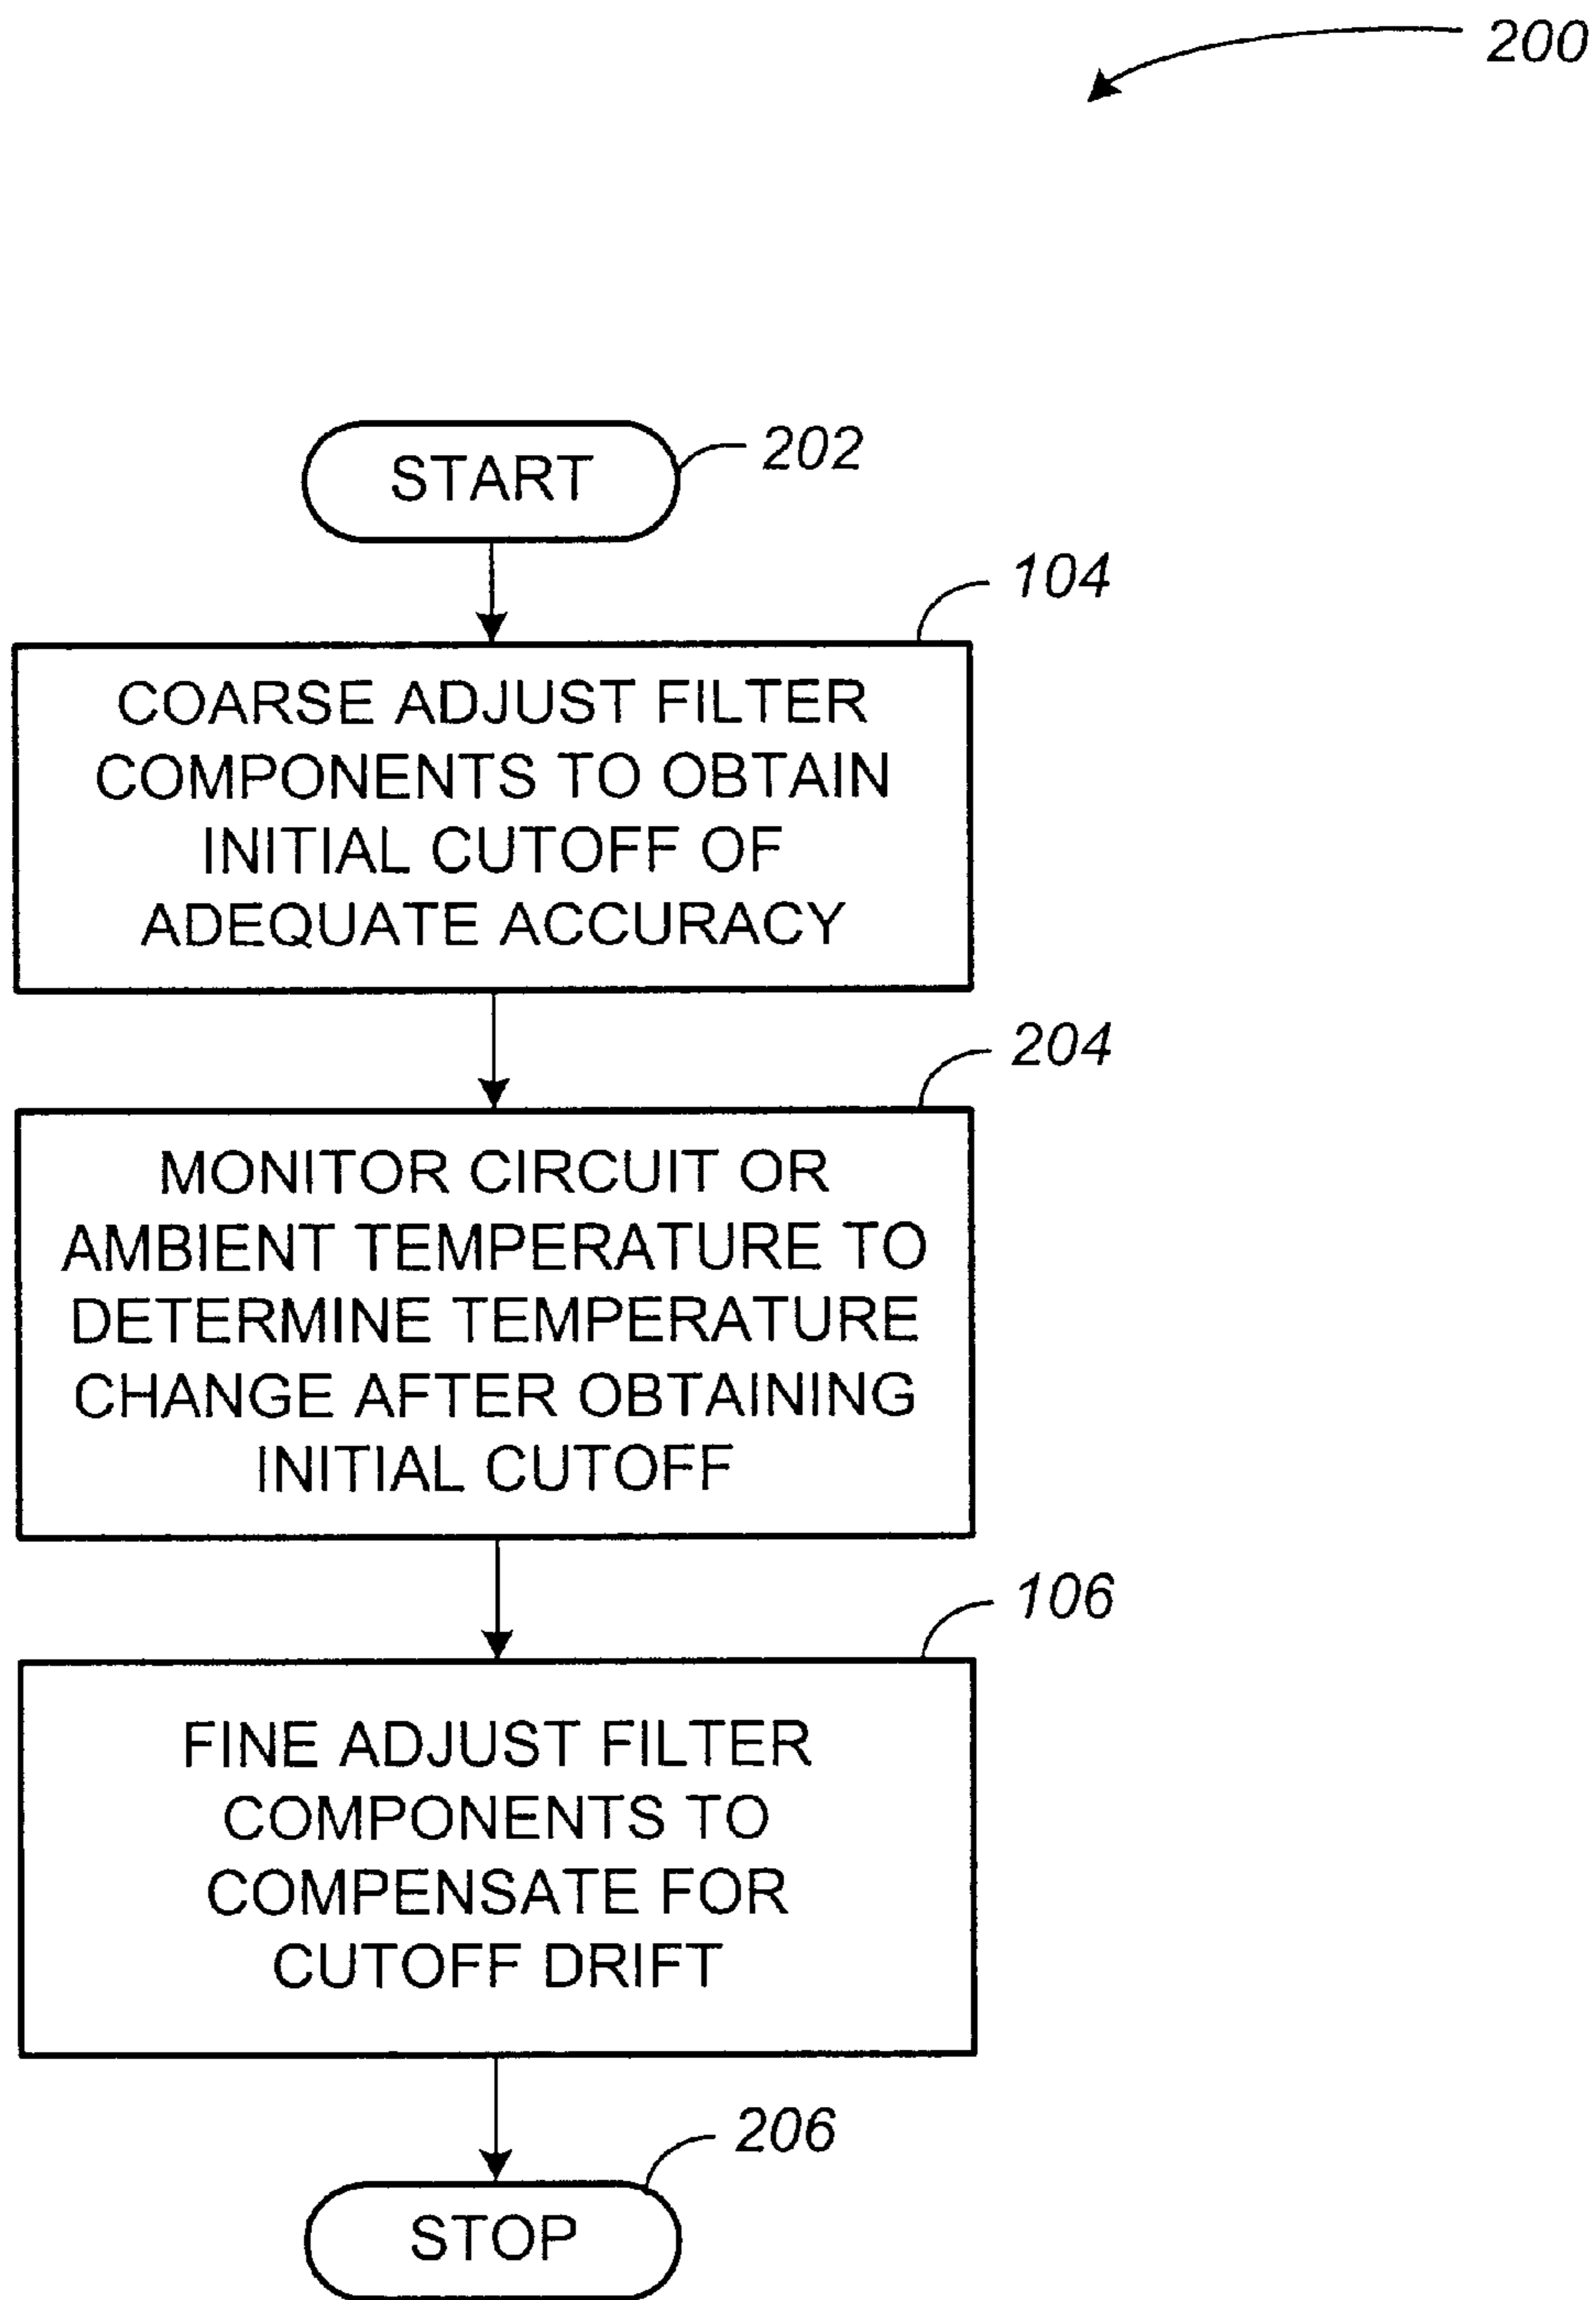 200
START
202
104
COARSE ADJUST FILTER
COMPONENTS TO OBTAIN
INITIAL CUTOFF OF
ADEQUATE ACCURACY
204
MONITOR CIRCUIT OR
AMBIENT TEMPERATURE TO
DETERMINE TEMPERATURE
CHANGE AFTER OBTAINING
INITIAL CUTOFF
106
FINE ADJUST FILTER
COMPONENTS TO
COMPENSATE FOR
CUTOFF DRIFT
206
STOP